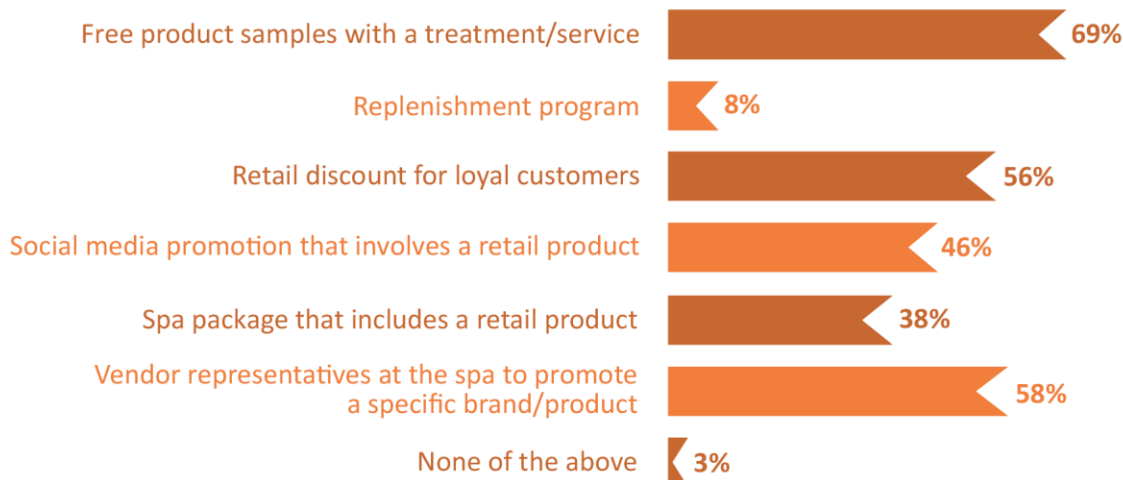 Free product samples with a treatment/service 69%
Replenishment program 8%
Retail discount for loyal customers 56%
Social media promotion that involves a retail product 46%
Spa package that includes a retail product 38%
Vendor representatives at the spa to promote
a specific brand/product 58%
None of the above 3%